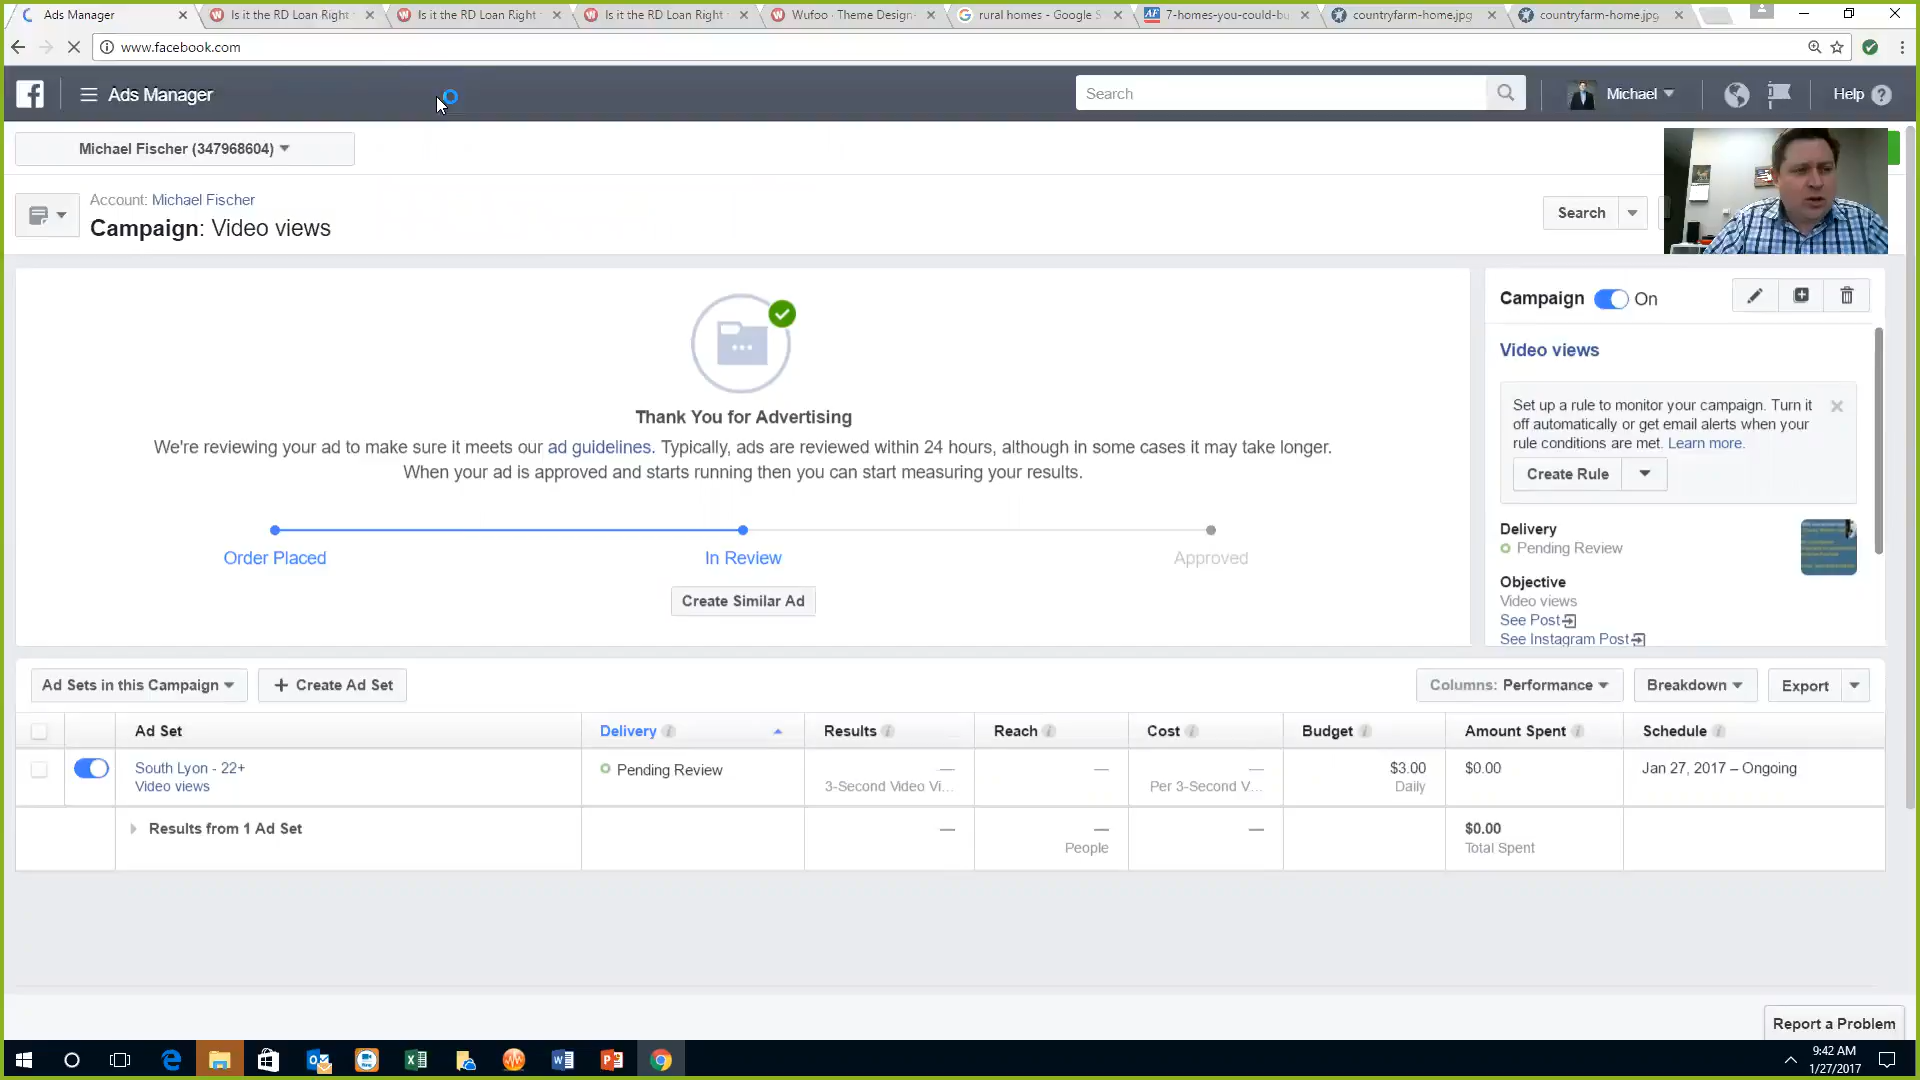 Ads Manager
Is it the RD Loan Right
Is it the RD Loan Right
Is it the RD Loan Right
Wufoo · Theme Design
rural homes - Google S
7-homes-you-could-bu
countryfarm-home.jpg
countryfarm-home.jpg
www.facebook.com
Ads Manager
Search
Michael
Help
Michael Fischer (347968604)
Account: Michael Fischer
Campaign: Video views
Search
Thank You for Advertising
We're reviewing your ad to make sure it meets our ad guidelines. Typically, ads are reviewed within 24 hours, although in some cases it may take longer.
When your ad is approved and starts running then you can start measuring your results.
Order Placed
In Review
Approved
Create Similar Ad
Campaign On
Video views
Set up a rule to monitor your campaign. Turn it
off automatically or get email alerts when your
rule conditions are met. Learn more.
Create Rule
Delivery
Pending Review
Objective
Video views
See Post
See Instagram Post
Ad Sets in this Campaign
+ Create Ad Set
Columns: Performance
Breakdown
Export
Ad Set
Delivery
Results
Reach
Cost
Budget
Amount Spent
Schedule
South Lyon - 22+
Video views
Pending Review
—
3-Second Video Vi...
—
—
Per 3-Second V...
$3.00
Daily
$0.00
Jan 27, 2017 – Ongoing
Results from 1 Ad Set
—
—
People
—
$0.00
Total Spent
Report a Problem
9:42 AM
1/27/2017